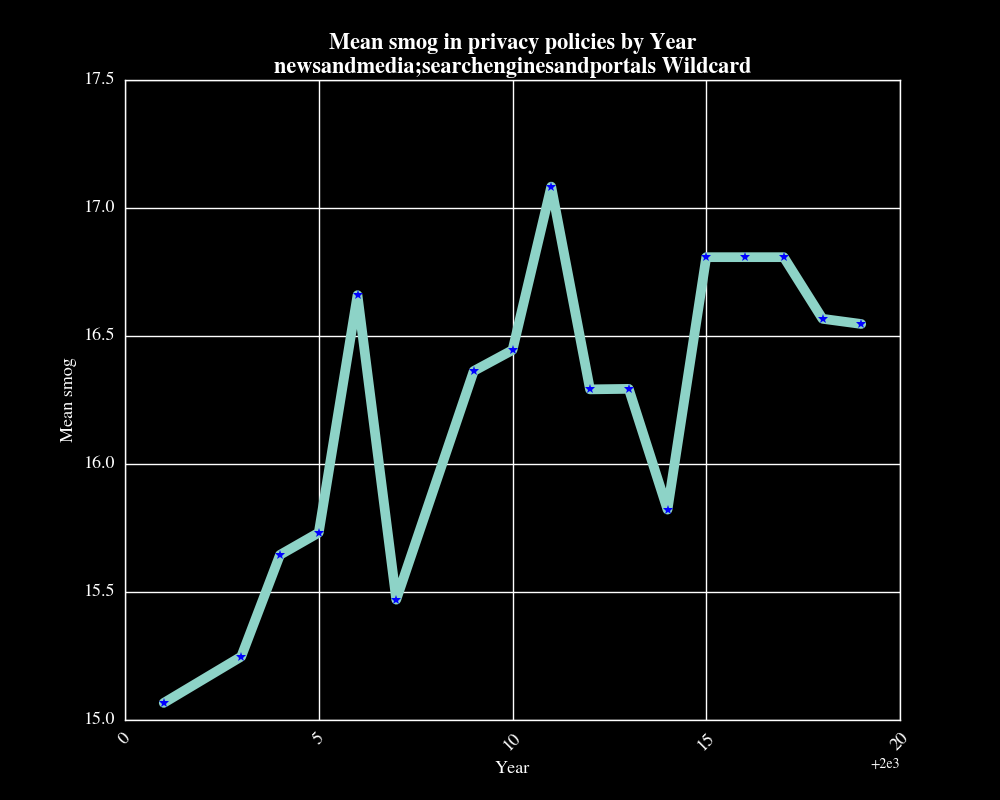 Mean smog in privacy policies by Year
newsandmedia;searchenginesandportals Wildcard
17.5
17.0
16.5
16.0
15.5
15.0
Mean smog
0
5
10
15
20
+2e3
Year